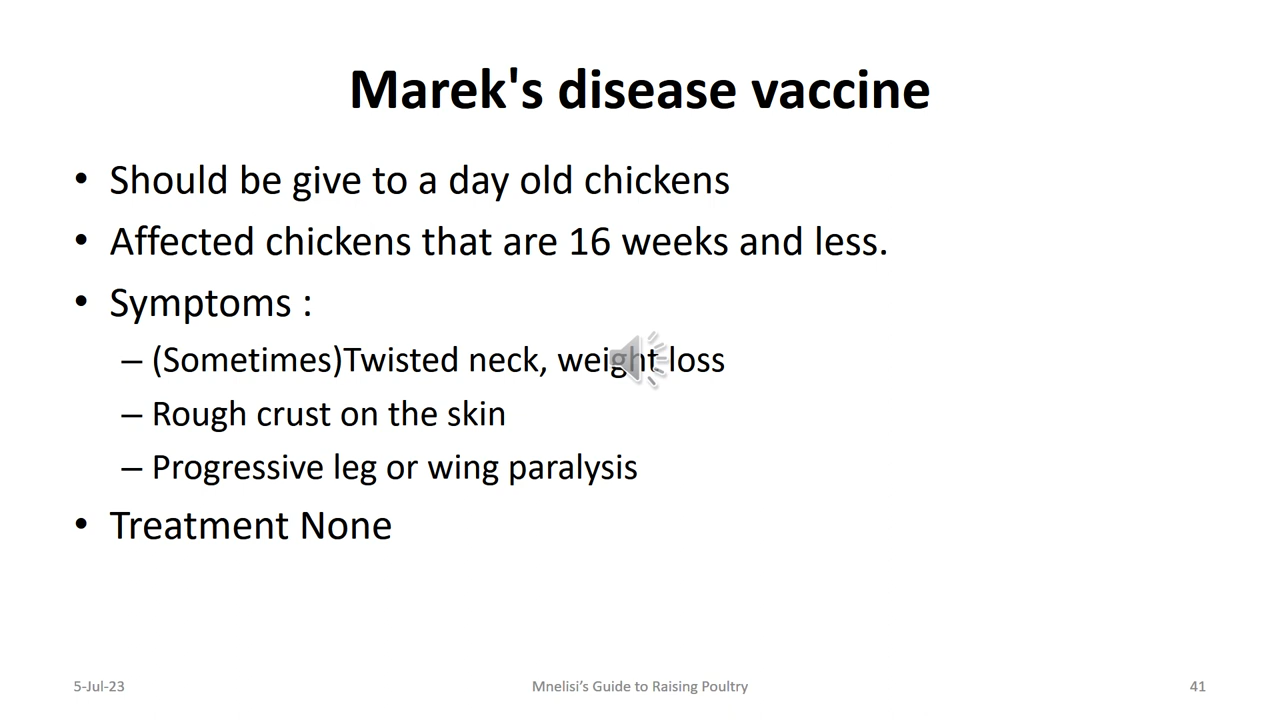 Marek's disease vaccine
• Should be give to a day old chickens
• Affected chickens that are 16 weeks and less.
• Symptoms :
– (Sometimes)Twisted neck, weight loss
– Rough crust on the skin
– Progressive leg or wing paralysis
• Treatment None
5-Jul-23
Mnelisi’s Guide to Raising Poultry
41